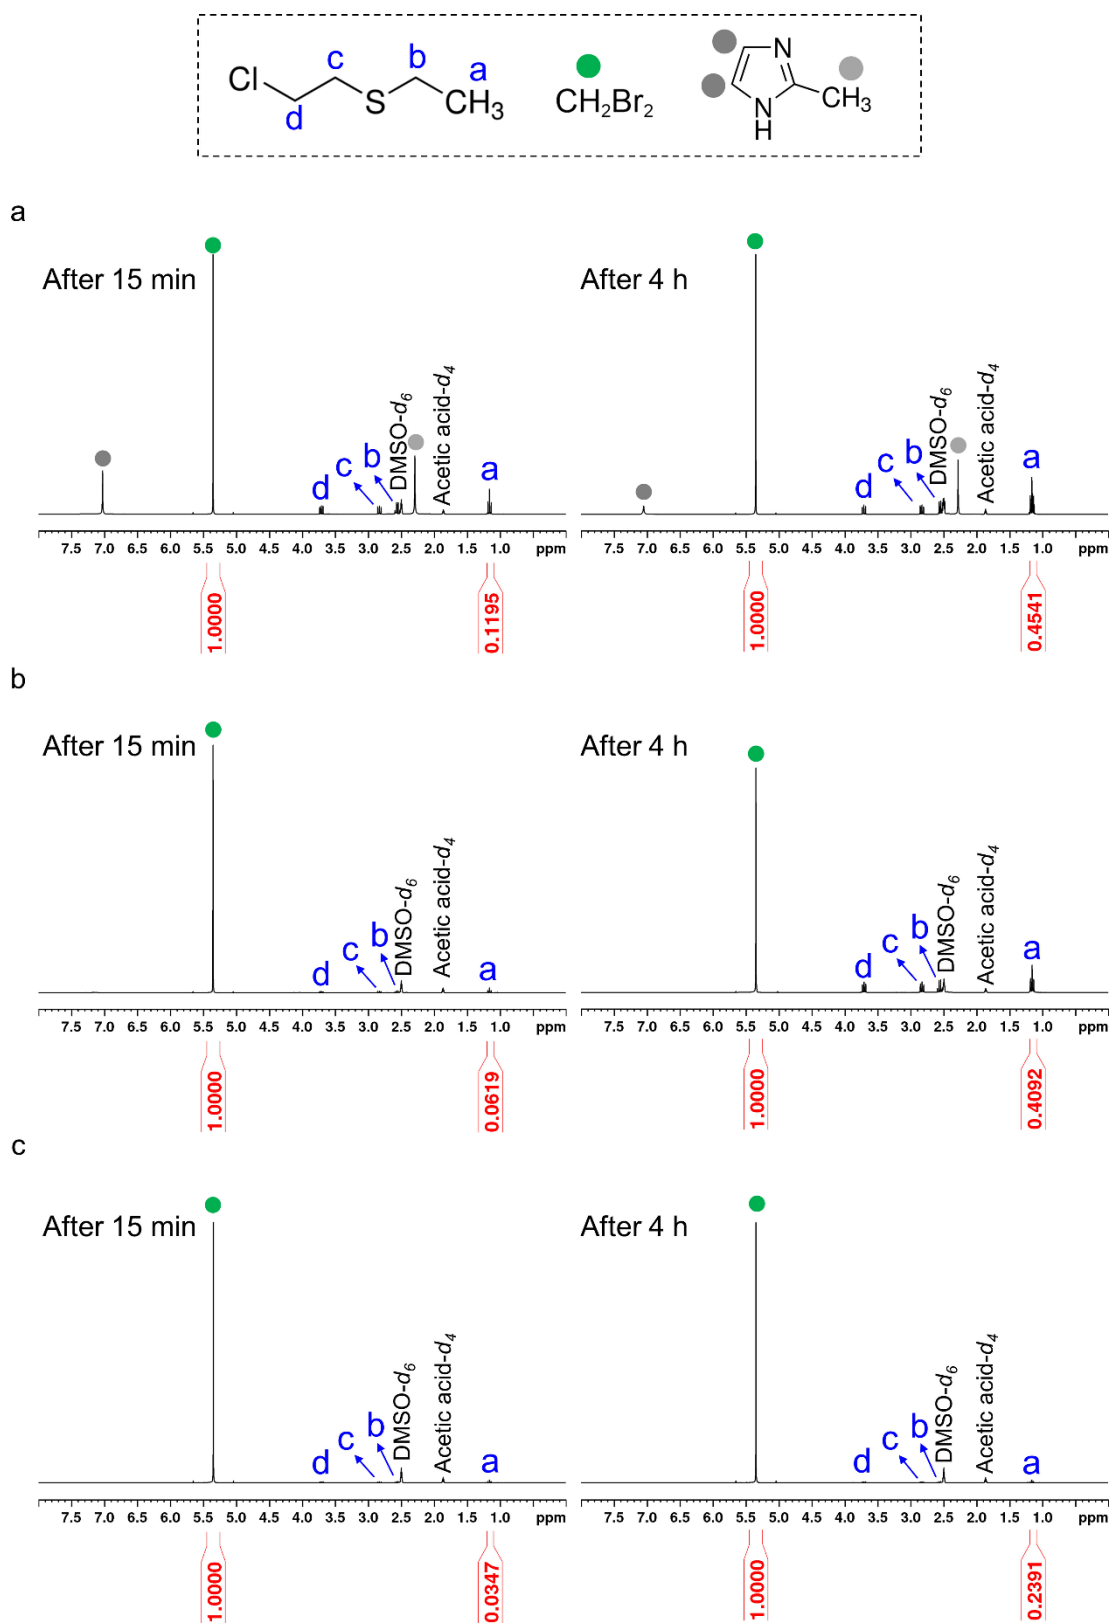 Cl
c
d
S
b
a
CH3
CH2Br2
N
N
H
CH3
a
After 15 min
d
c
b
DMSO-d6
Acetic acid-d4
a
7.5 7.0 6.5 6.0 5.5 5.0 4.5 4.0 3.5 3.0 2.5 2.0 1.5 1.0 ppm
1.0000
0.1195
After 4 h
d
c
b
DMSO-d6
Acetic acid-d4
a
7.5 7.0 6.5 6.0 5.5 5.0 4.5 4.0 3.5 3.0 2.5 2.0 1.5 1.0 ppm
1.0000
0.4541
b
After 15 min
d
c
b
DMSO-d6
Acetic acid-d4
a
7.5 7.0 6.5 6.0 5.5 5.0 4.5 4.0 3.5 3.0 2.5 2.0 1.5 1.0 ppm
1.0000
0.0619
After 4 h
d
c
b
DMSO-d6
Acetic acid-d4
a
7.5 7.0 6.5 6.0 5.5 5.0 4.5 4.0 3.5 3.0 2.5 2.0 1.5 1.0 ppm
1.0000
0.4092
c
After 15 min
d
c
b
DMSO-d6
Acetic acid-d4
a
7.5 7.0 6.5 6.0 5.5 5.0 4.5 4.0 3.5 3.0 2.5 2.0 1.5 1.0 ppm
1.0000
0.0347
After 4 h
d
c
b
DMSO-d6
Acetic acid-d4
a
7.5 7.0 6.5 6.0 5.5 5.0 4.5 4.0 3.5 3.0 2.5 2.0 1.5 1.0 ppm
1.0000
0.2391